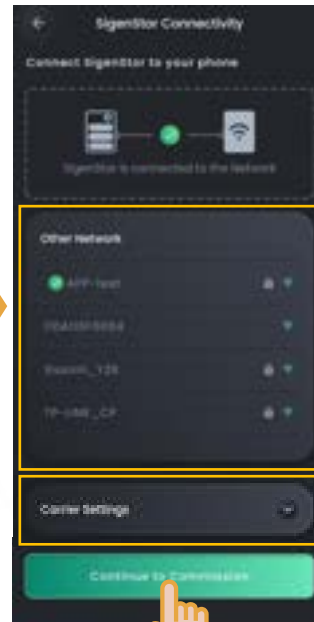 SigenStor Connectivity
Connect SigenStor to your phone
SigenStor is connected to the Network
Other Network
APP-test
Xiaomi_128
TP-LINK_CP
Carrier Settings
Continue to Commission